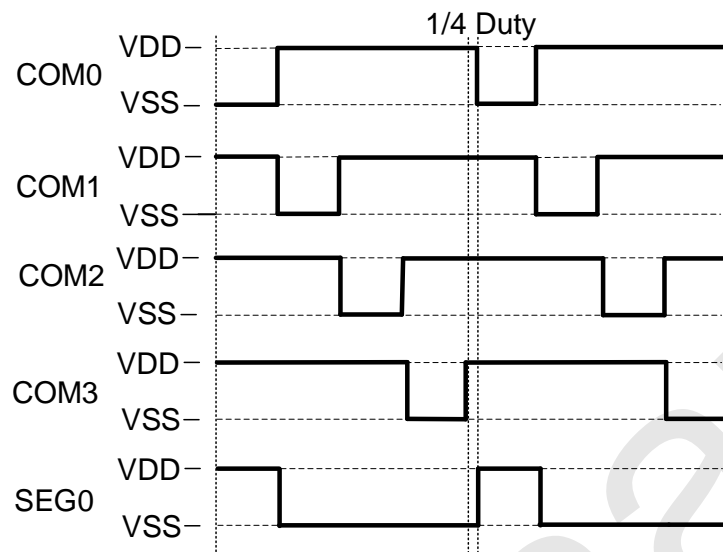 1/4 Duty
VDD
COM0
VSS
VDD
COM1
VSS
VDD
COM2
VSS
VDD
COM3
VSS
VDD
SEG0
VSS